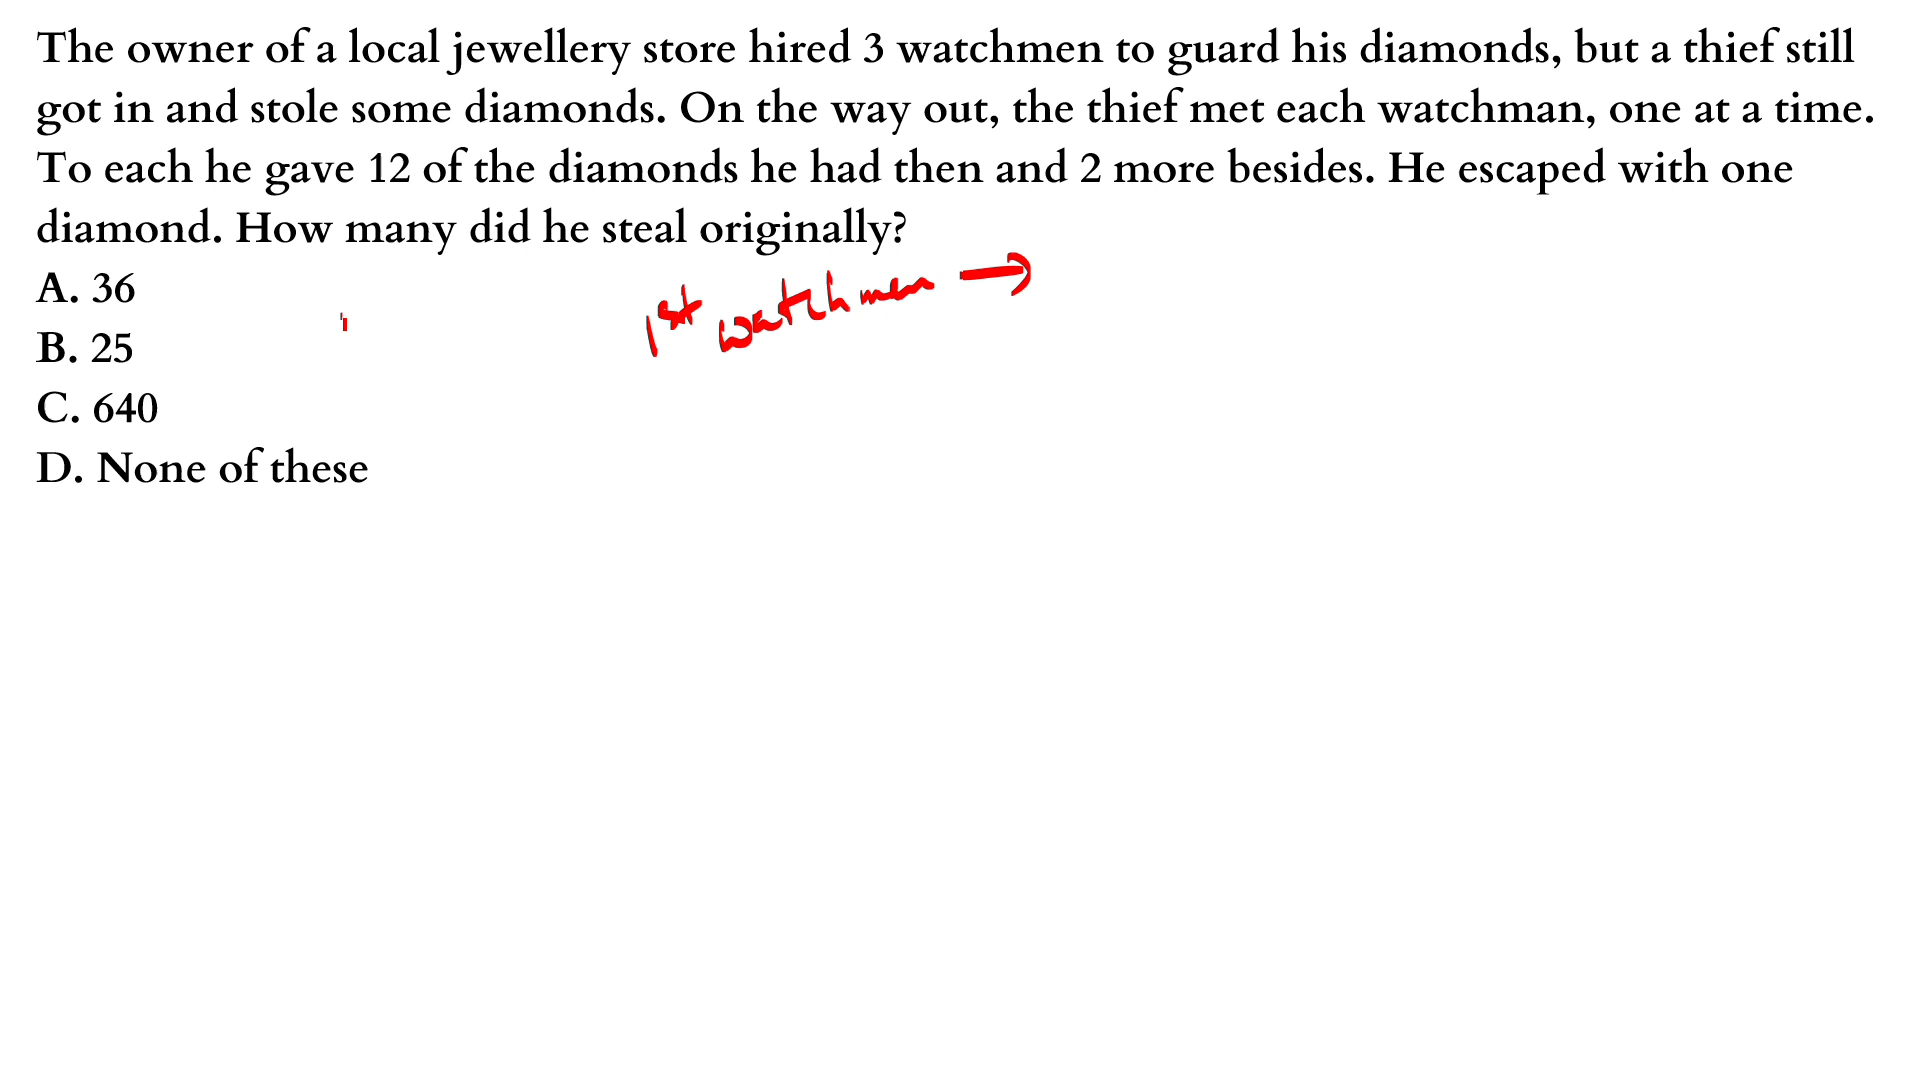 The owner of a local jewellery store hired 3 watchmen to guard his diamonds, but a thief still
got in and stole some diamonds. On the way out, the thief met each watchman, one at a time.
To each he gave 12 of the diamonds he had then and 2 more besides. He escaped with one
diamond. How many did he steal originally?
A. 36
1st watchmen →
B. 25
C. 640
D. None of these